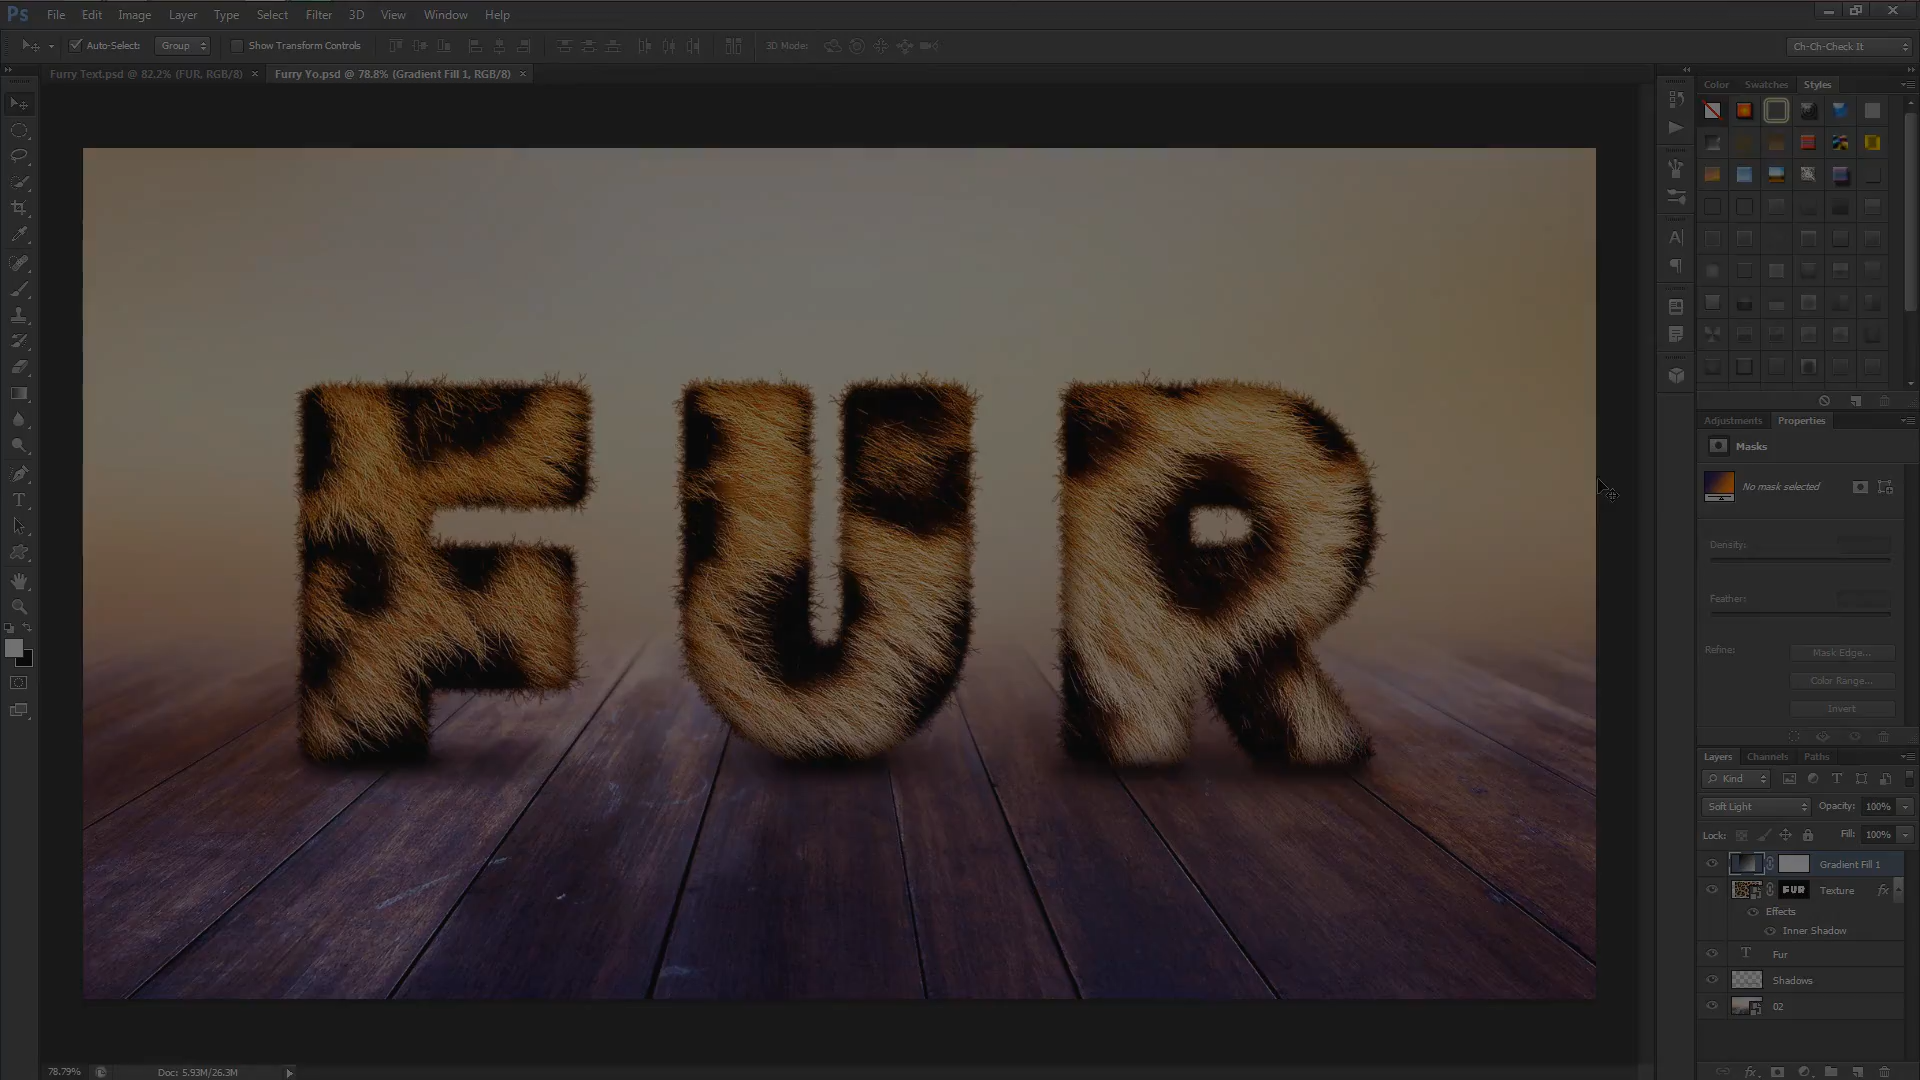 Ps File Edit Image Layer Type Select Filter 3D View Window Help
Auto-Select: Group Show Transform Controls 3D Mode: Ch-Ch-Check It
Furry Text.psd @ 82.2% (FUR, RGB/8) × Furry Yo.psd @ 78.8% (Gradient Fill 1, RGB/8) ×
Color Swatches Styles
FUR
Adjustments Properties
Masks
No mask selected
Density:
Feather:
Refine: Mask Edge...
Color Range...
Invert
Layers Channels Paths
Kind
Soft Light Opacity: 100%
Lock: Fill: 100%
Gradient Fill 1
FUR Texture fx
Effects
Inner Shadow
T Fur
Shadows
02
78.79% Doc: 5.93M/26.3M